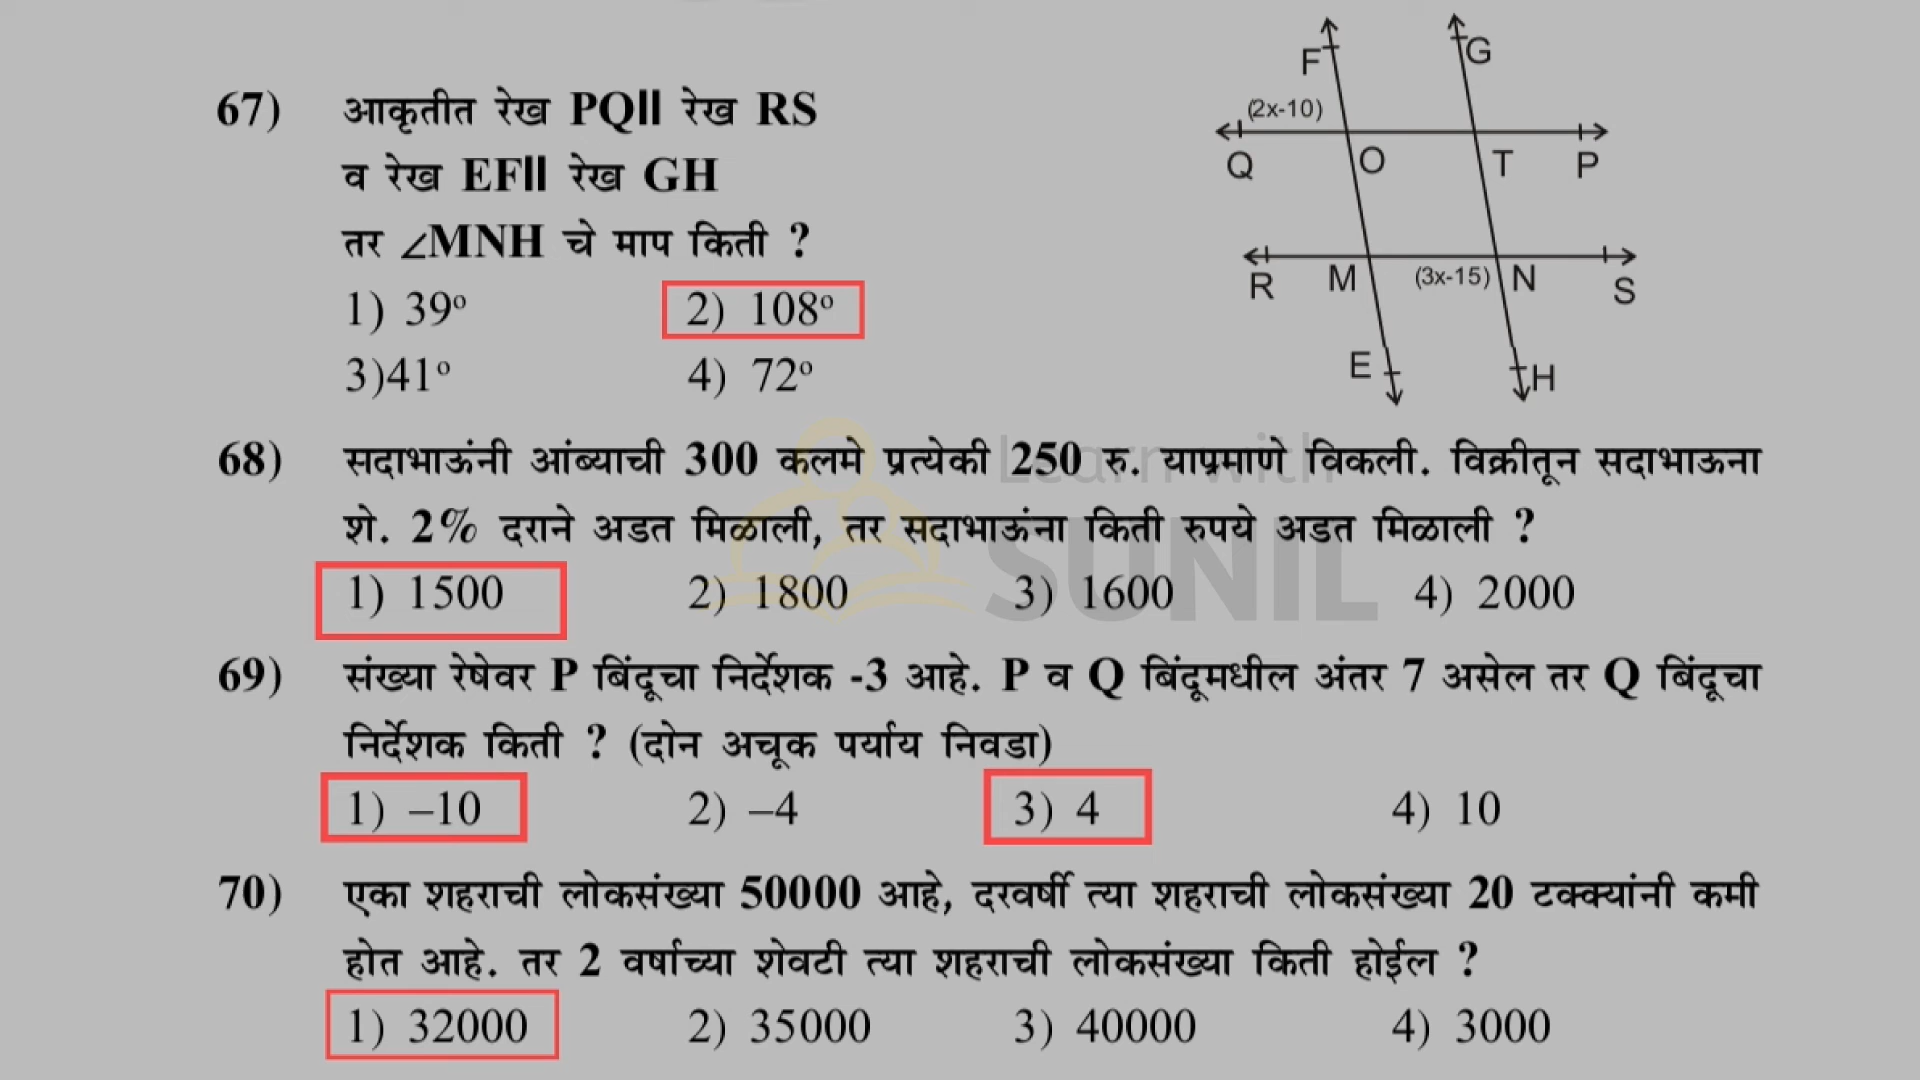 67) आकृतीत रेख PQ|| रेख RS
व रेख EF|| रेख GH
तर ∠MNH चे माप किती ?
1) 39° 2) 108°
3)41° 4) 72°
F G
(2x-10)
Q O T P
R M (3x-15) N S
E H
68) सदाभाऊंनी आंब्याची 300 कलमे प्रत्येकी 250 रु. याप्रमाणे विकली. विक्रीतून सदाभाऊना
शे. 2% दराने अडत मिळाली, तर सदाभाऊंना किती रुपये अडत मिळाली ?
1) 1500 2) 1800 3) 1600 4) 2000
Learn with
SUNIL
69) संख्या रेषेवर P बिंदूचा निर्देशक -3 आहे. P व Q बिंदूमधील अंतर 7 असेल तर Q बिंदूचा
निर्देशक किती ? (दोन अचूक पर्याय निवडा)
1) –10 2) –4 3) 4 4) 10
70) एका शहराची लोकसंख्या 50000 आहे, दरवर्षी त्या शहराची लोकसंख्या 20 टक्क्यांनी कमी
होत आहे. तर 2 वर्षाच्या शेवटी त्या शहराची लोकसंख्या किती होईल ?
1) 32000 2) 35000 3) 40000 4) 3000